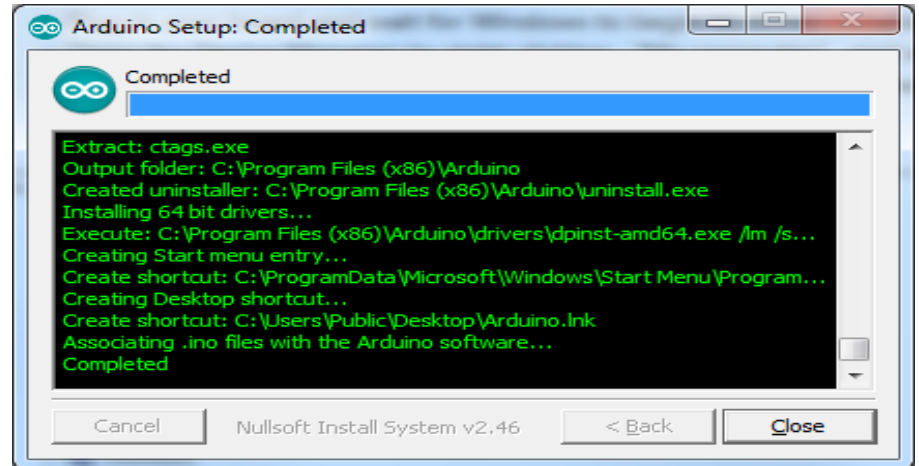 Arduino Setup: Completed
Completed
Extract: ctags.exe
Output folder: C:\Program Files (x86)\Arduino
Created uninstaller: C:\Program Files (x86)\Arduino\uninstall.exe
Installing 64 bit drivers...
Execute: C:\Program Files (x86)\Arduino\drivers\dpinst-amd64.exe /lm /s...
Creating Start menu entry...
Create shortcut: C:\ProgramData\Microsoft\Windows\Start Menu\Program...
Creating Desktop shortcut...
Create shortcut: C:\Users\Public\Desktop\Arduino.lnk
Associating .ino files with the Arduino software...
Completed
Cancel Nullsoft Install System v2.46 < Back Close